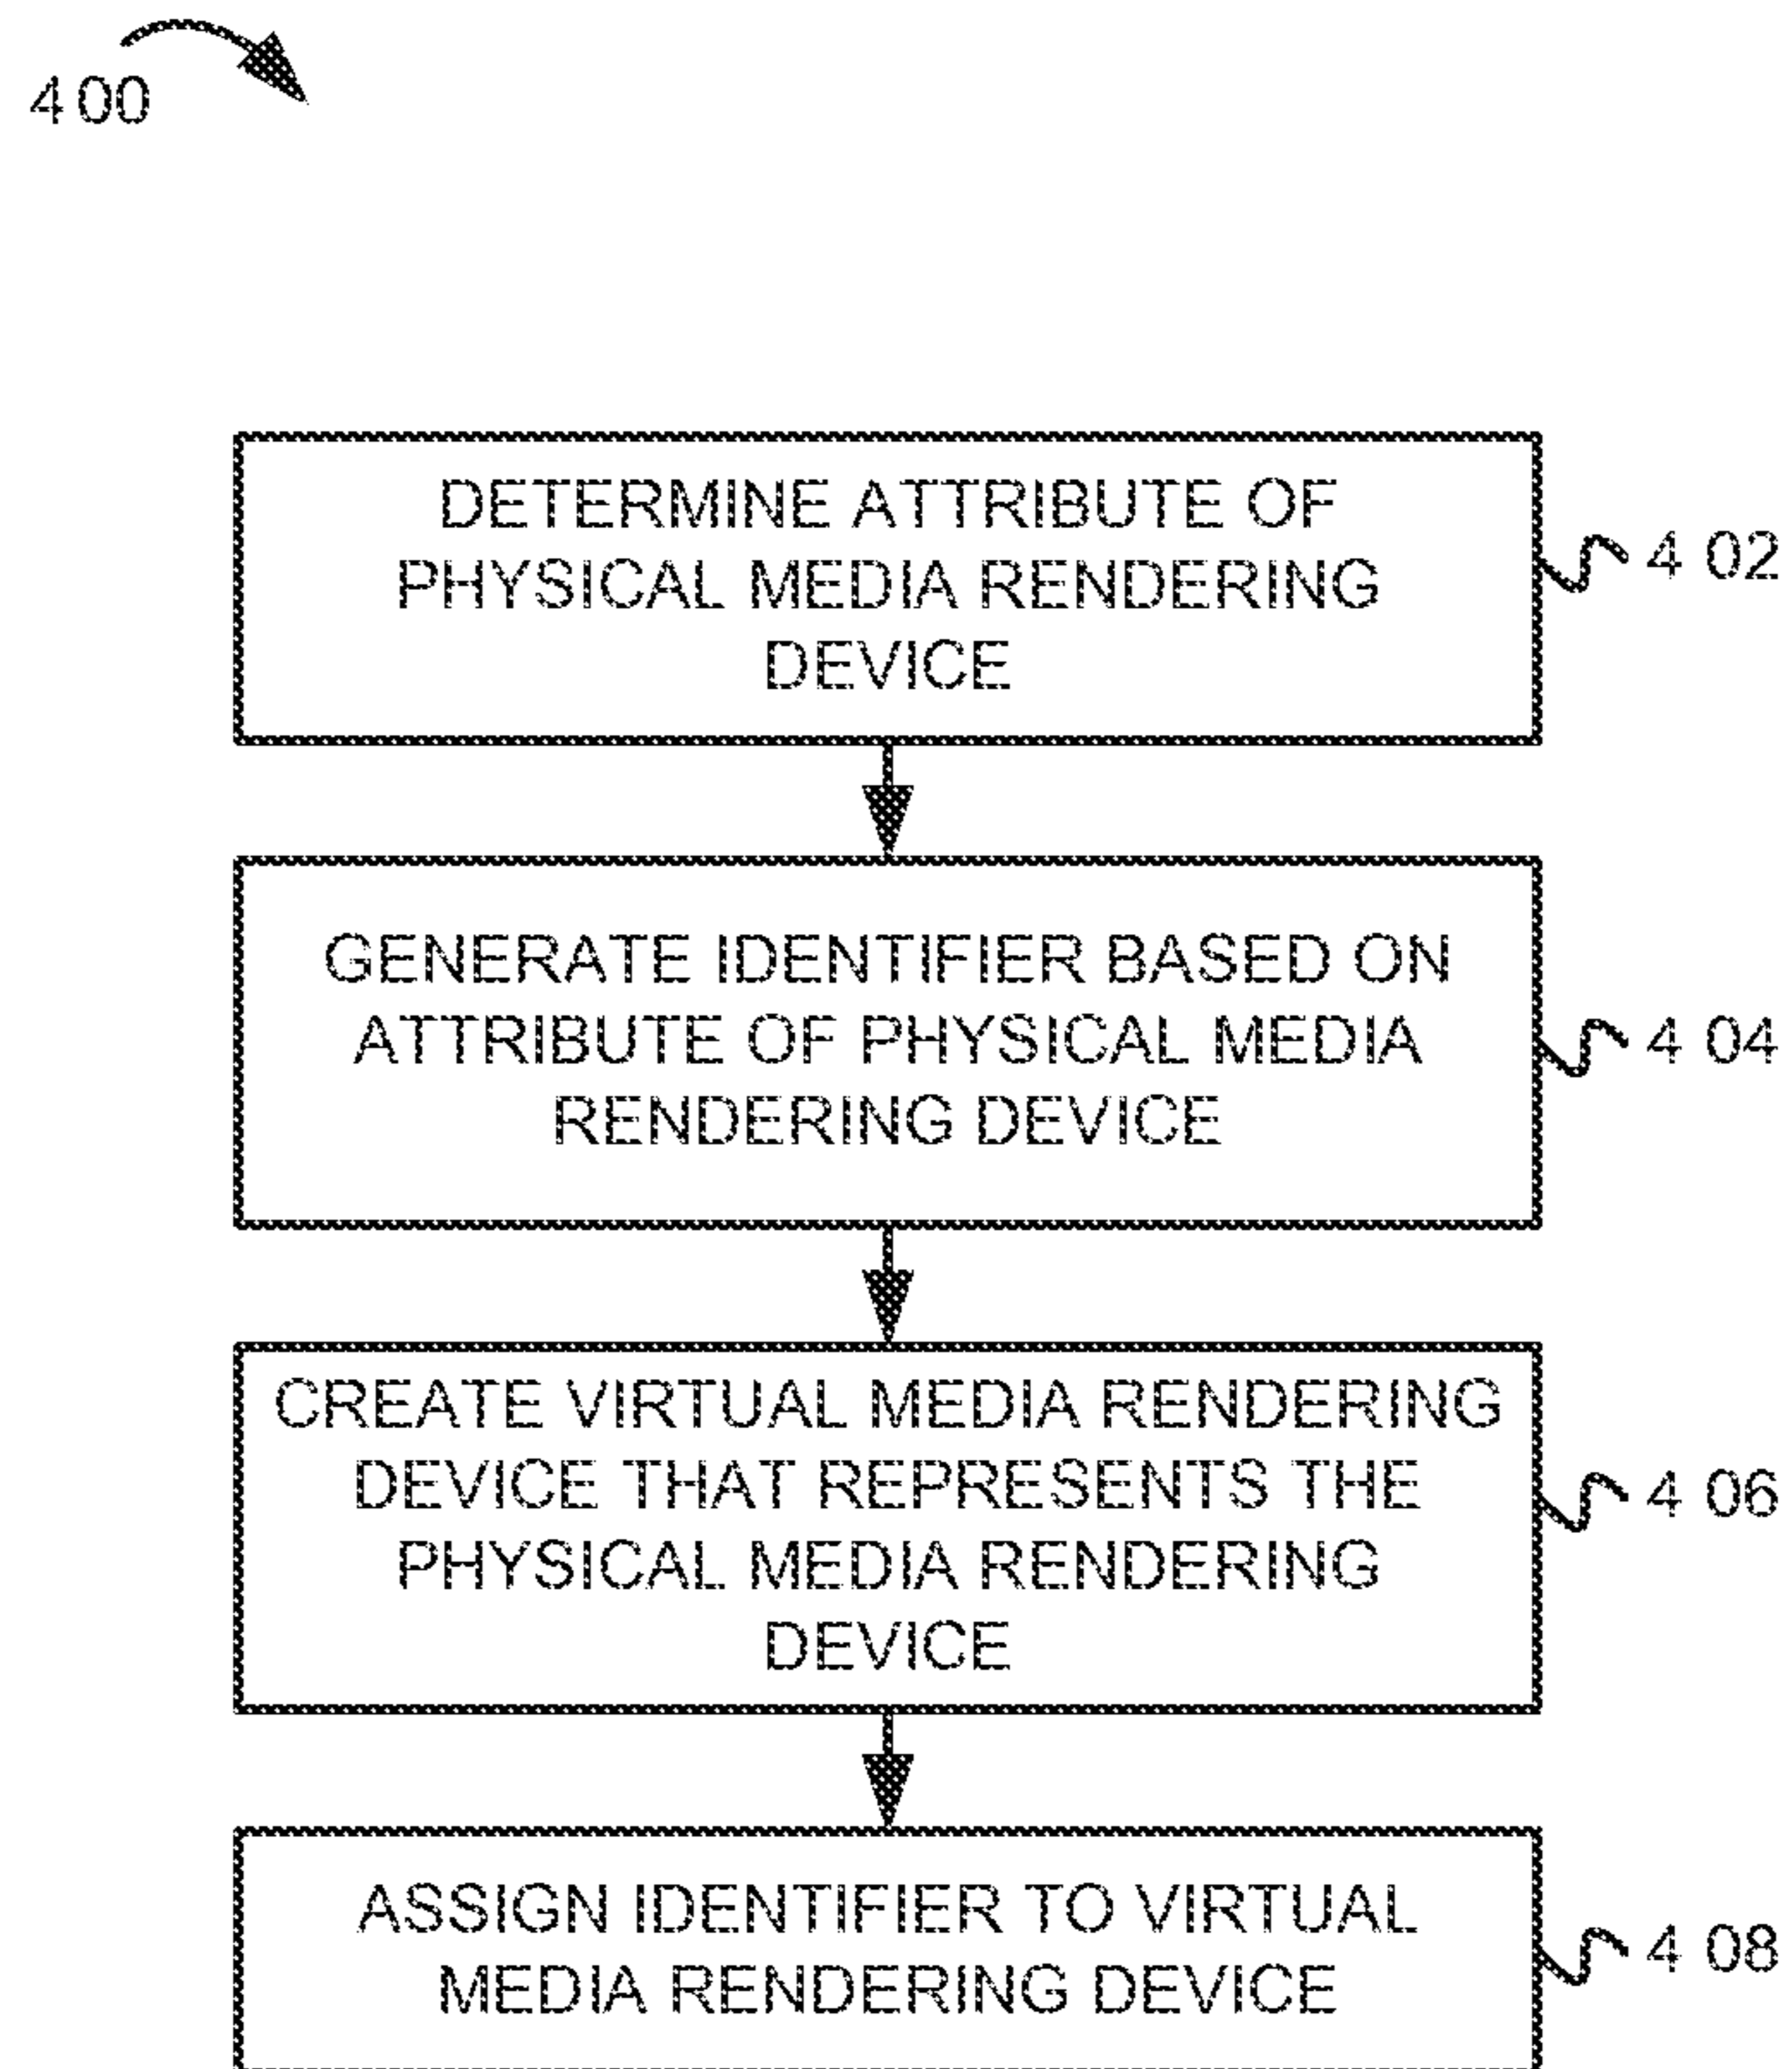 400
DETERMINE ATTRIBUTE OF
PHYSICAL MEDIA RENDERING
DEVICE
402
GENERATE IDENTIFIER BASED ON
ATTRIBUTE OF PHYSICAL MEDIA
RENDERING DEVICE
404
CREATE VIRTUAL MEDIA RENDERING
DEVICE THAT REPRESENTS THE
PHYSICAL MEDIA RENDERING
DEVICE
406
ASSIGN IDENTIFIER TO VIRTUAL
MEDIA RENDERING DEVICE
408